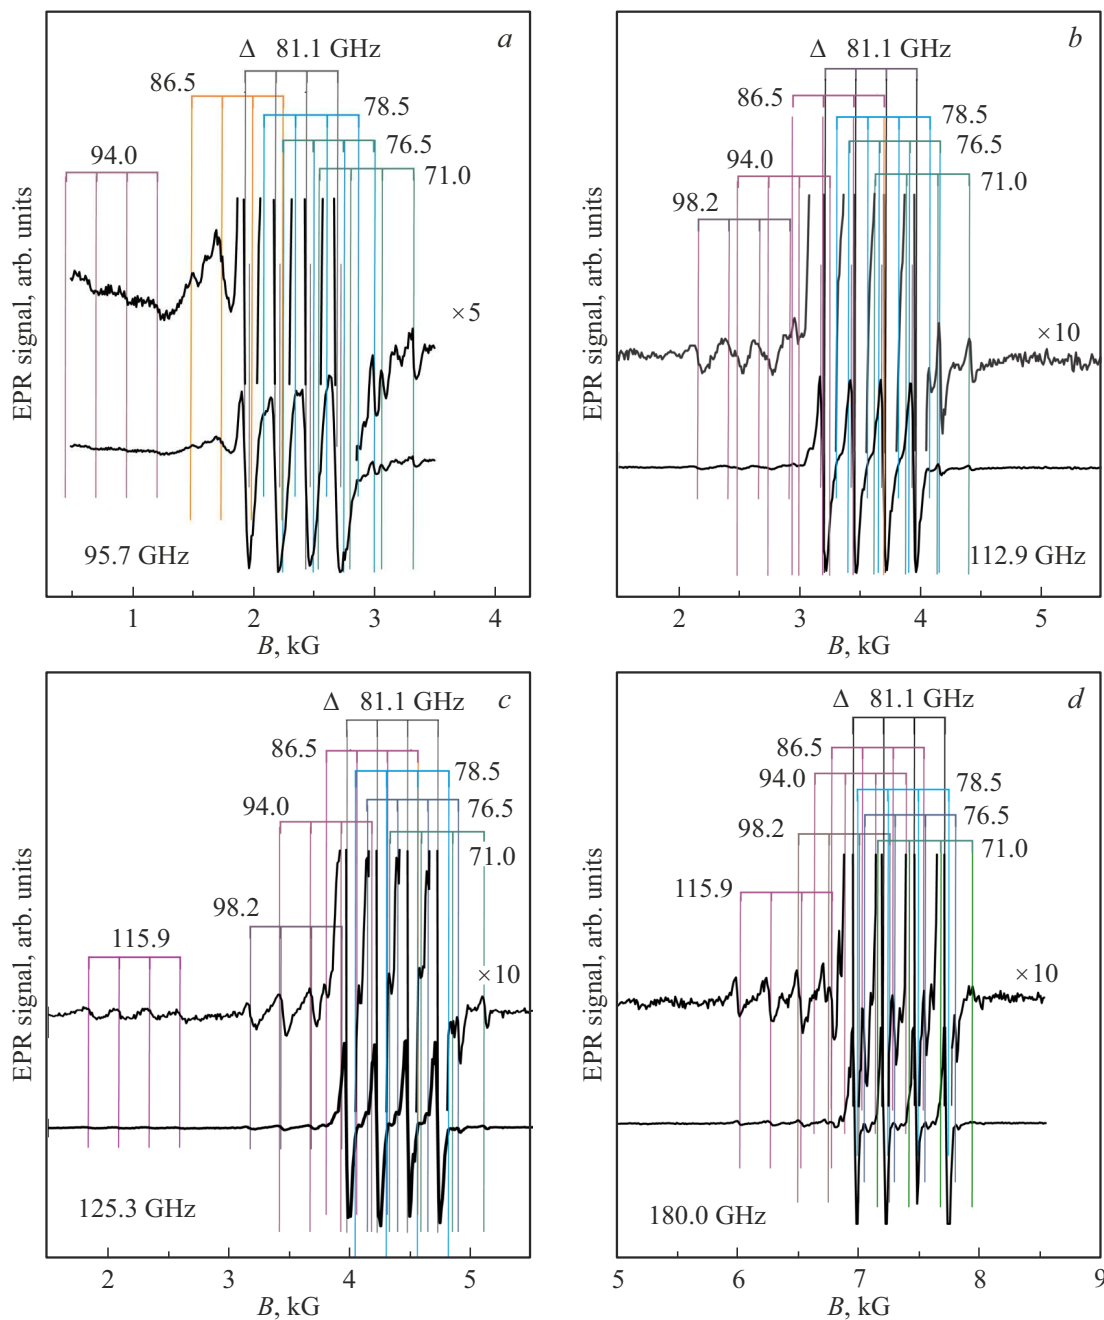 a
Δ 81.1 GHz
86.5
78.5
76.5
94.0
71.0
×5
95.7 GHz
EPR signal, arb. units
1 2 3 4
B, kG
b
Δ 81.1 GHz
86.5
78.5
76.5
94.0
71.0
98.2
×10
112.9 GHz
EPR signal, arb. units
2 3 4 5
B, kG
c
Δ 81.1 GHz
86.5
78.5
94.0
76.5
71.0
98.2
115.9
×10
125.3 GHz
EPR signal, arb. units
2 3 4 5
B, kG
d
Δ 81.1 GHz
86.5
94.0
78.5
76.5
98.2
71.0
115.9
×10
180.0 GHz
EPR signal, arb. units
5 6 7 8 9
B, kG